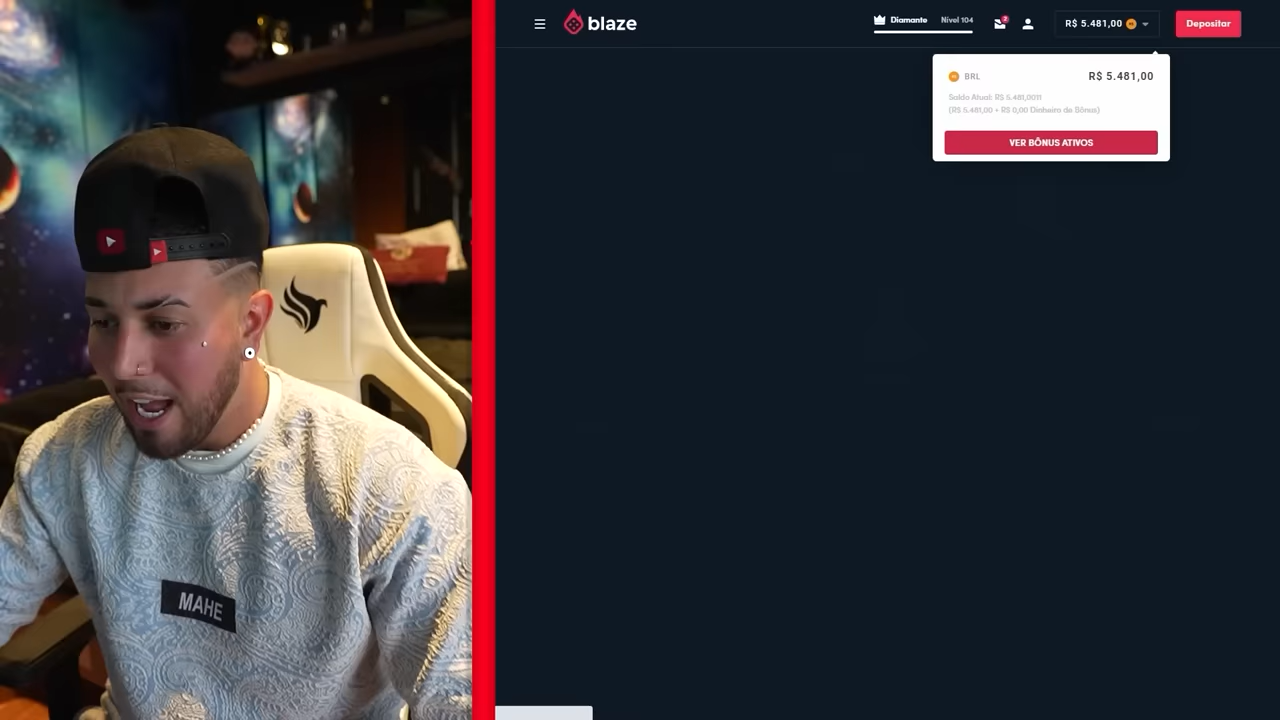 blaze
Diamante Nível 104
2
R$ 5.481,00
Depositar
BRL R$ 5.481,00
Saldo Atual: R$ 5.481,0011
(R$ 5.481,00 + R$ 0,00 Dinheiro de Bônus)
VER BÔNUS ATIVOS
MAHE